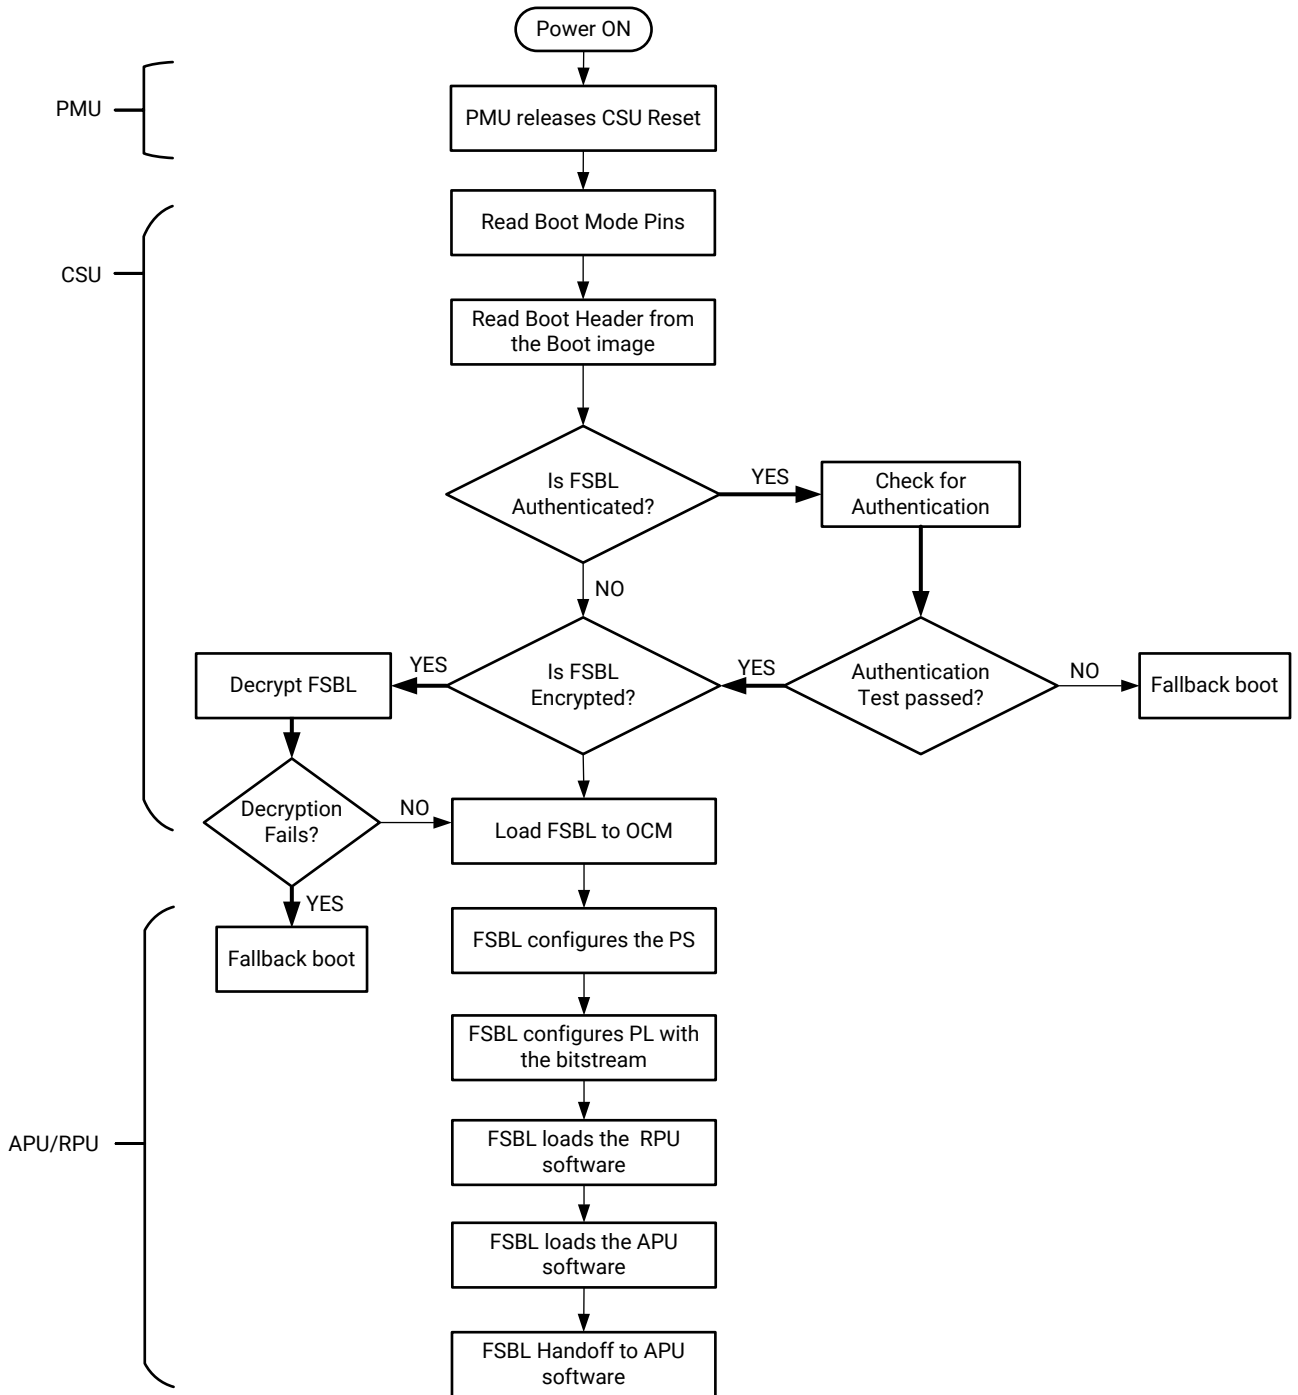 Power ON
PMU
PMU releases CSU Reset
Read Boot Mode Pins
CSU
Read Boot Header from
the Boot image
Is FSBL
Authenticated?
YES
Check for
Authentication
NO
Decrypt FSBL
YES
Is FSBL
Encrypted?
YES
Authentication
Test passed?
NO
Fallback boot
Decryption
Fails?
NO
Load FSBL to OCM
YES
Fallback boot
FSBL configures the PS
FSBL configures PL with
the bitstream
APU/RPU
FSBL loads the  RPU
software
FSBL loads the APU
software
FSBL Handoff to APU
software